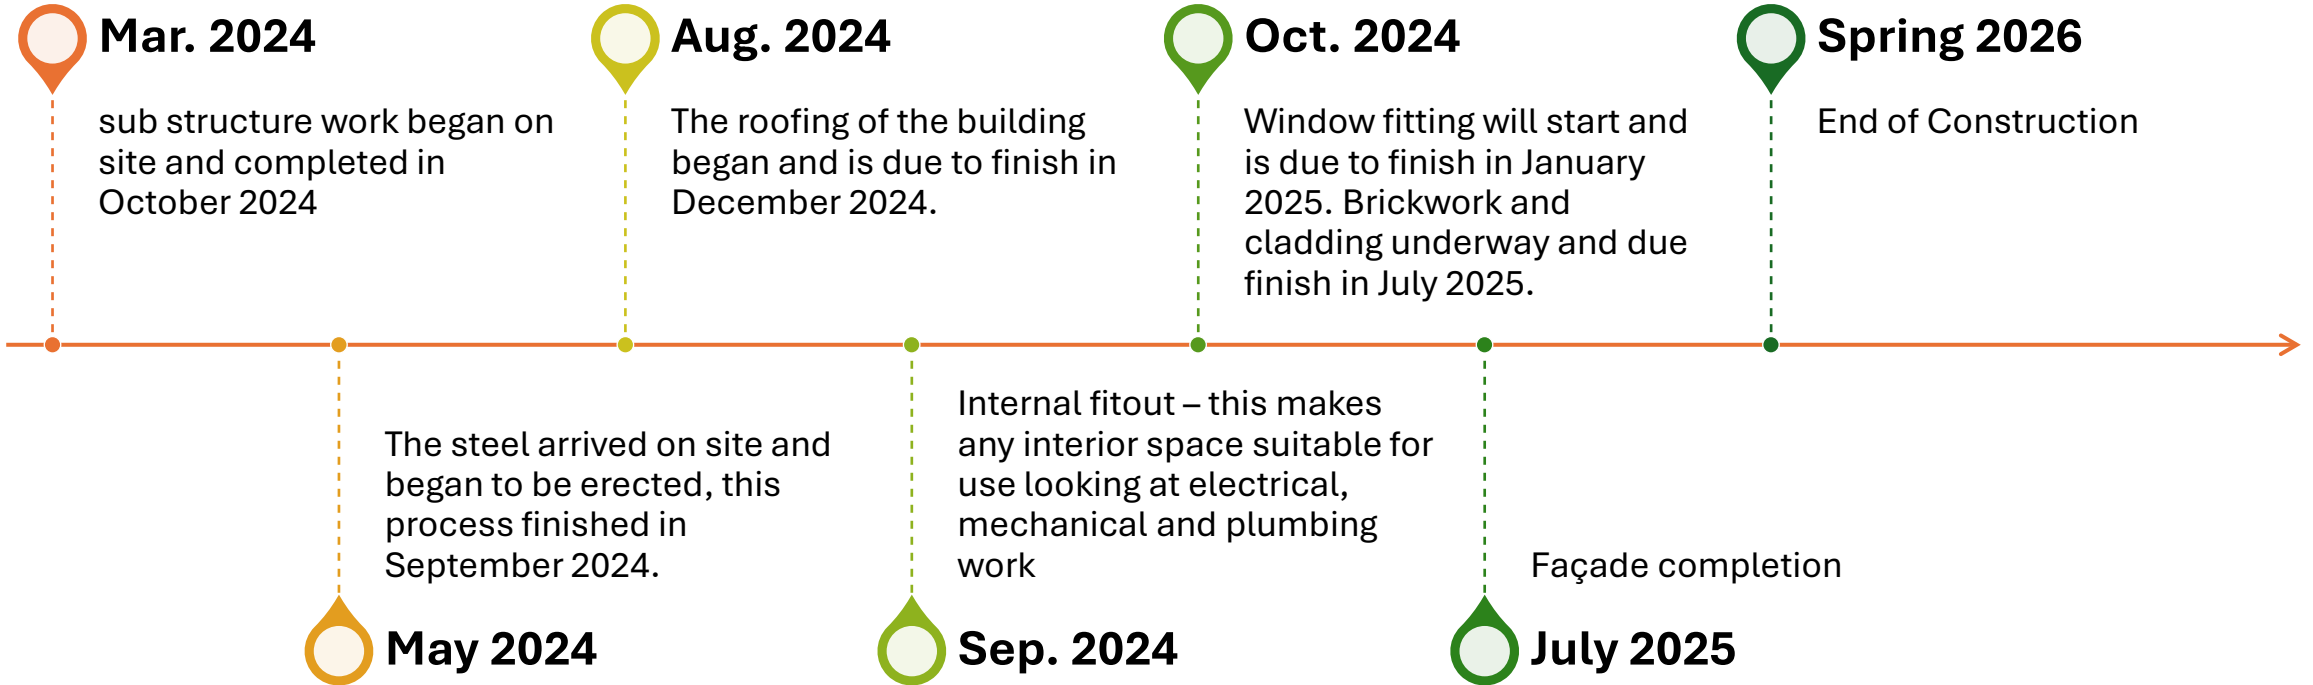 Mar. 2024
sub structure work began on
site and completed in
October 2024
May 2024
The steel arrived on site and
began to be erected, this
process finished in
September 2024.
Aug. 2024
The roofing of the building
began and is due to finish in
December 2024.
Sep. 2024
Internal fitout – this makes
any interior space suitable for
use looking at electrical,
mechanical and plumbing
work
Oct. 2024
Window fitting will start and
is due to finish in January
2025. Brickwork and
cladding underway and due
finish in July 2025.
July 2025
Façade completion
Spring 2026
End of Construction